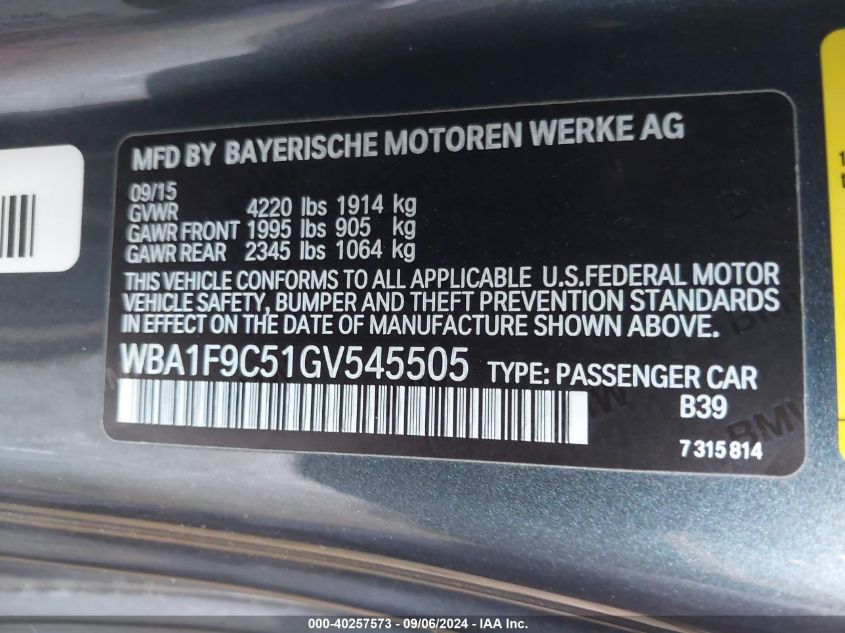 MFD BY BAYERISCHE MOTOREN WERKE AG
09/15
GVWR 4220 lbs 1914 kg
GAWR FRONT 1995 lbs 905 kg
GAWR REAR 2345 lbs 1064 kg
THIS VEHICLE CONFORMS TO ALL APPLICABLE U.S.FEDERAL MOTOR
VEHICLE SAFETY, BUMPER AND THEFT PREVENTION STANDARDS
IN EFFECT ON THE DATE OF MANUFACTURE SHOWN ABOVE.
WBA1F9C51GV545505 TYPE: PASSENGER CAR
B39
7315814
000-40257573 - 09/06/2024 - IAA Inc.